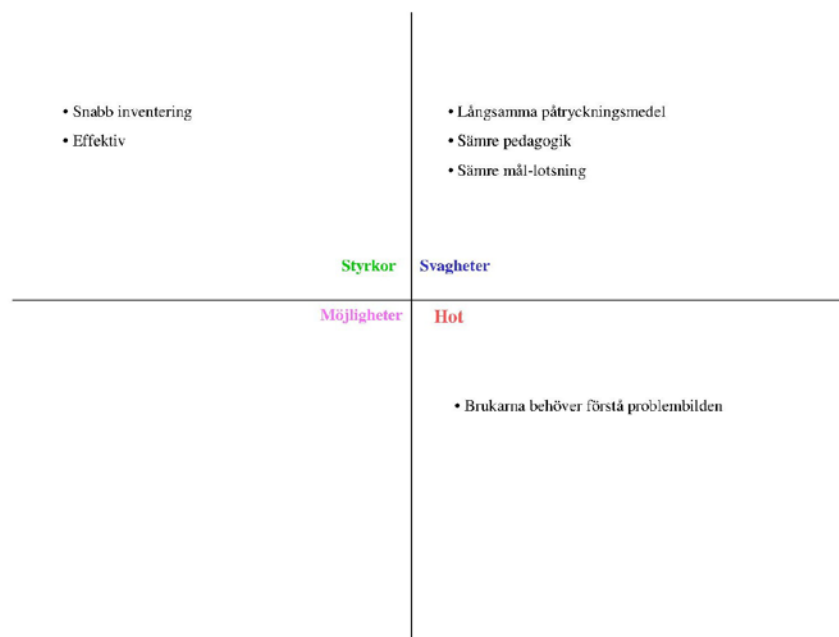 • Snabb inventering
• Effektiv
• Långsamma påtryckningsmedel
• Sämre pedagogik
• Sämre mål-lotsning
Styrkor
Svagheter
Möjligheter
Hot
• Brukarna behöver förstå problembilden